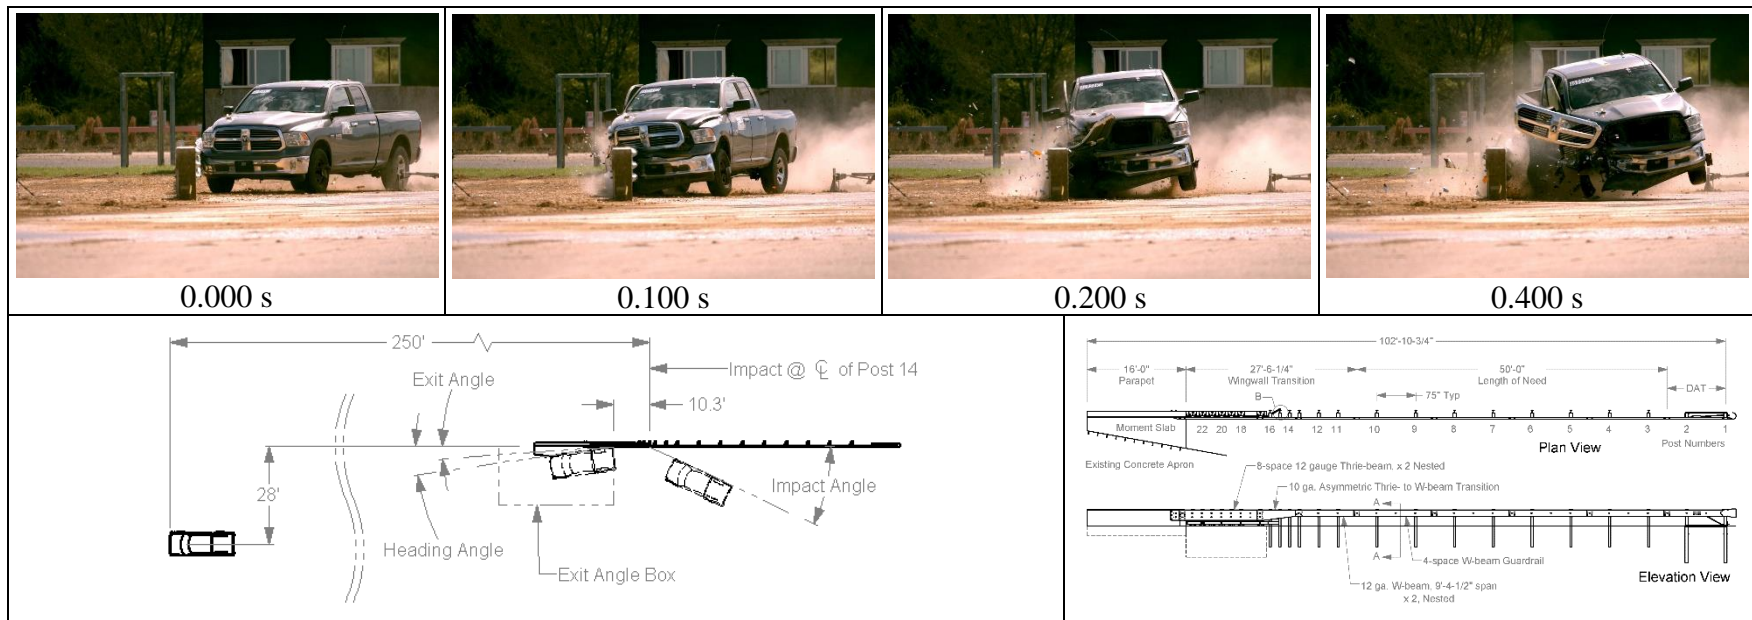 0.000 s
0.100 s
0.200 s
0.400 s
250'
Impact @ ℄ of Post 14
Exit Angle
10.3'
28'
Impact Angle
Heading Angle
Exit Angle Box
102'-10-3/4"
16'-0"
Parapet
27'-6-1/4"
Wingwall Transition
50'-0"
Length of Need
DAT
B
75" Typ
Moment Slab
22 20 18 16 14 12 11 10 9 8 7 6 5 4 3 2 1
Plan View
Post Numbers
Existing Concrete Apron
8-space 12 gauge Thrie-beam. x 2 Nested
10 ga. Asymmetric Thrie- to W-beam Transition
A
A
4-space W-beam Guardrail
12 ga. W-beam. 9'-4-1/2" span
x 2, Nested
Elevation View